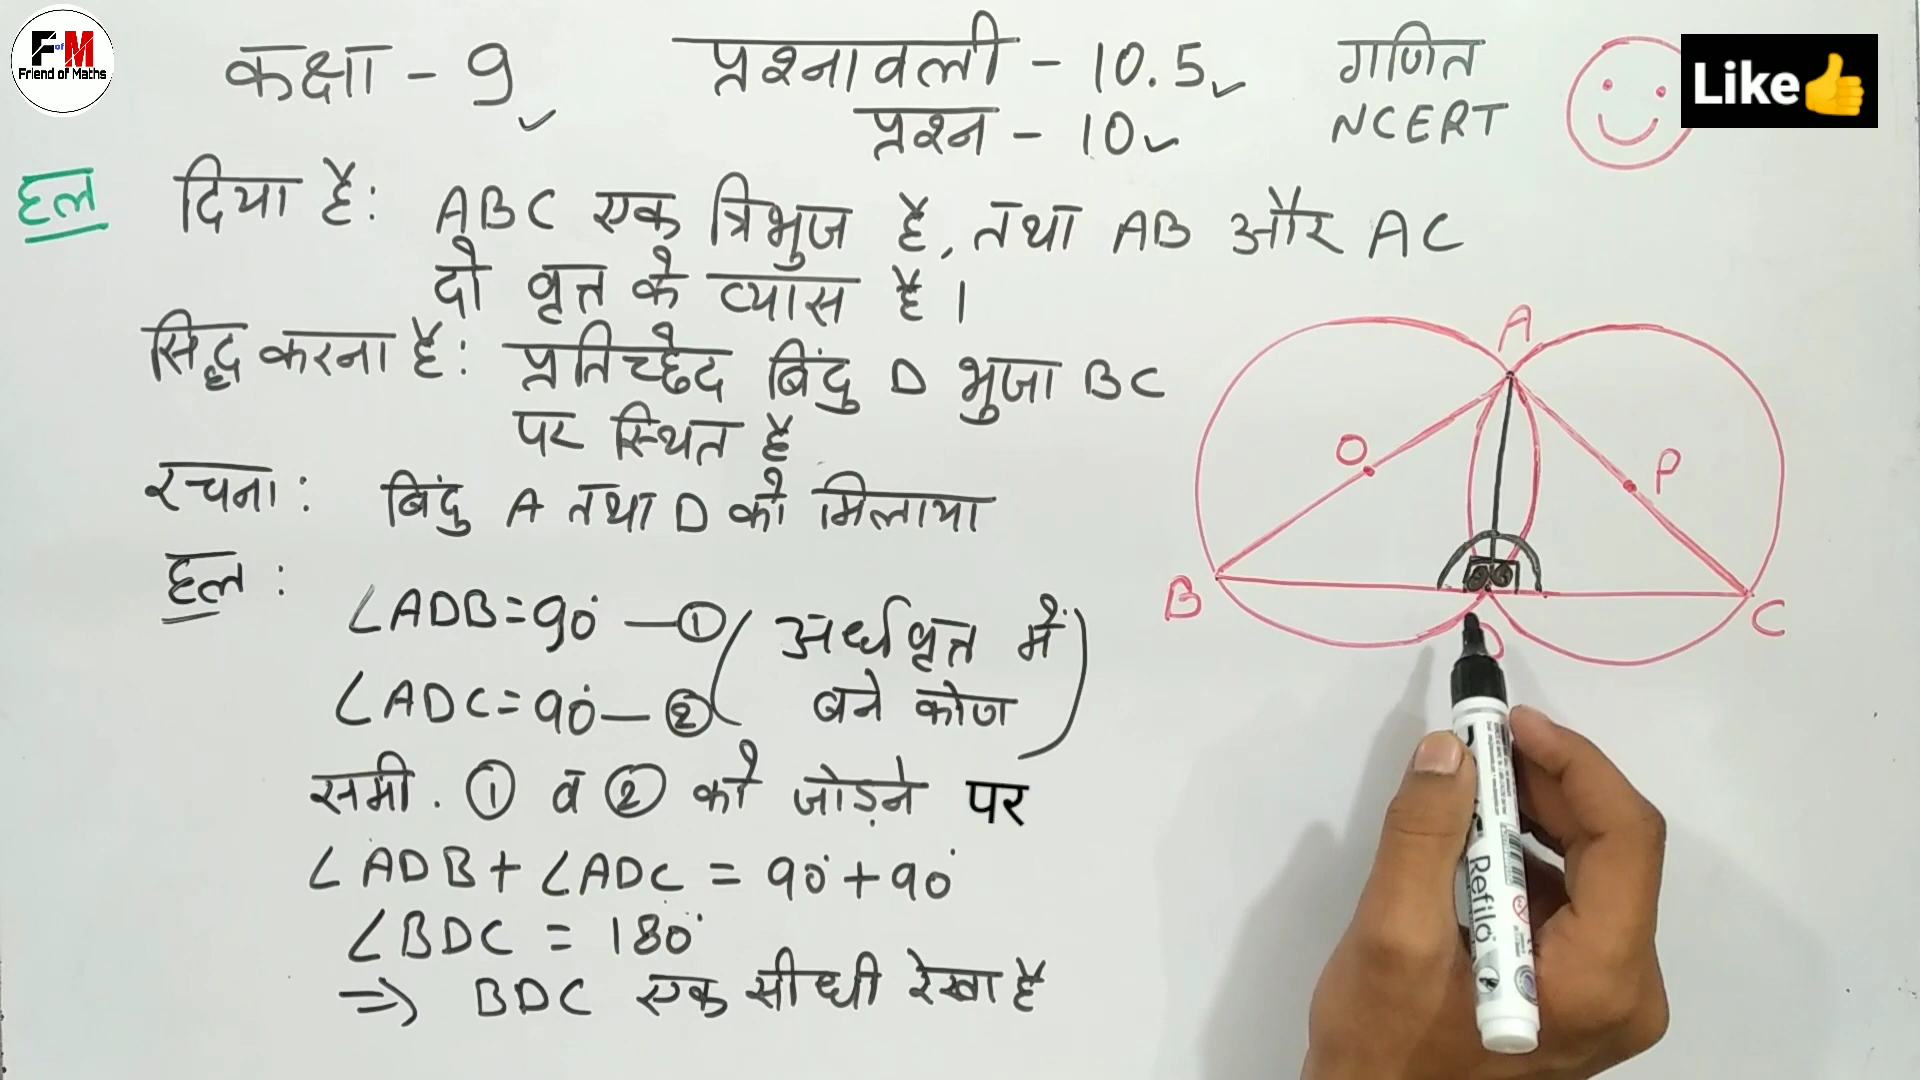 FofM
Friend of Maths
कक्षा - 9
प्रश्नावली - 10.5
गणित
Like👍
प्रश्न - 10
NCERT
हल
दिया है: ABC एक त्रिभुज है, तथा AB और AC
दो वृत्त के व्यास है ।
सिद्ध करना है: प्रतिच्छेद बिंदु D भुजा BC
पर स्थित है
रचना: बिंदु A तथा D को मिलाया
हल:
∠ADB=90° —① ( अर्धवृत्त में
∠ADC=90°—② बने कोण )
समी. ① व ② को जोड़ने पर
∠ADB+∠ADC = 90°+90°
∠BDC = 180°
⇒ BDC एक सीधी रेखा है
A
O
P
B
C
D
Refilo